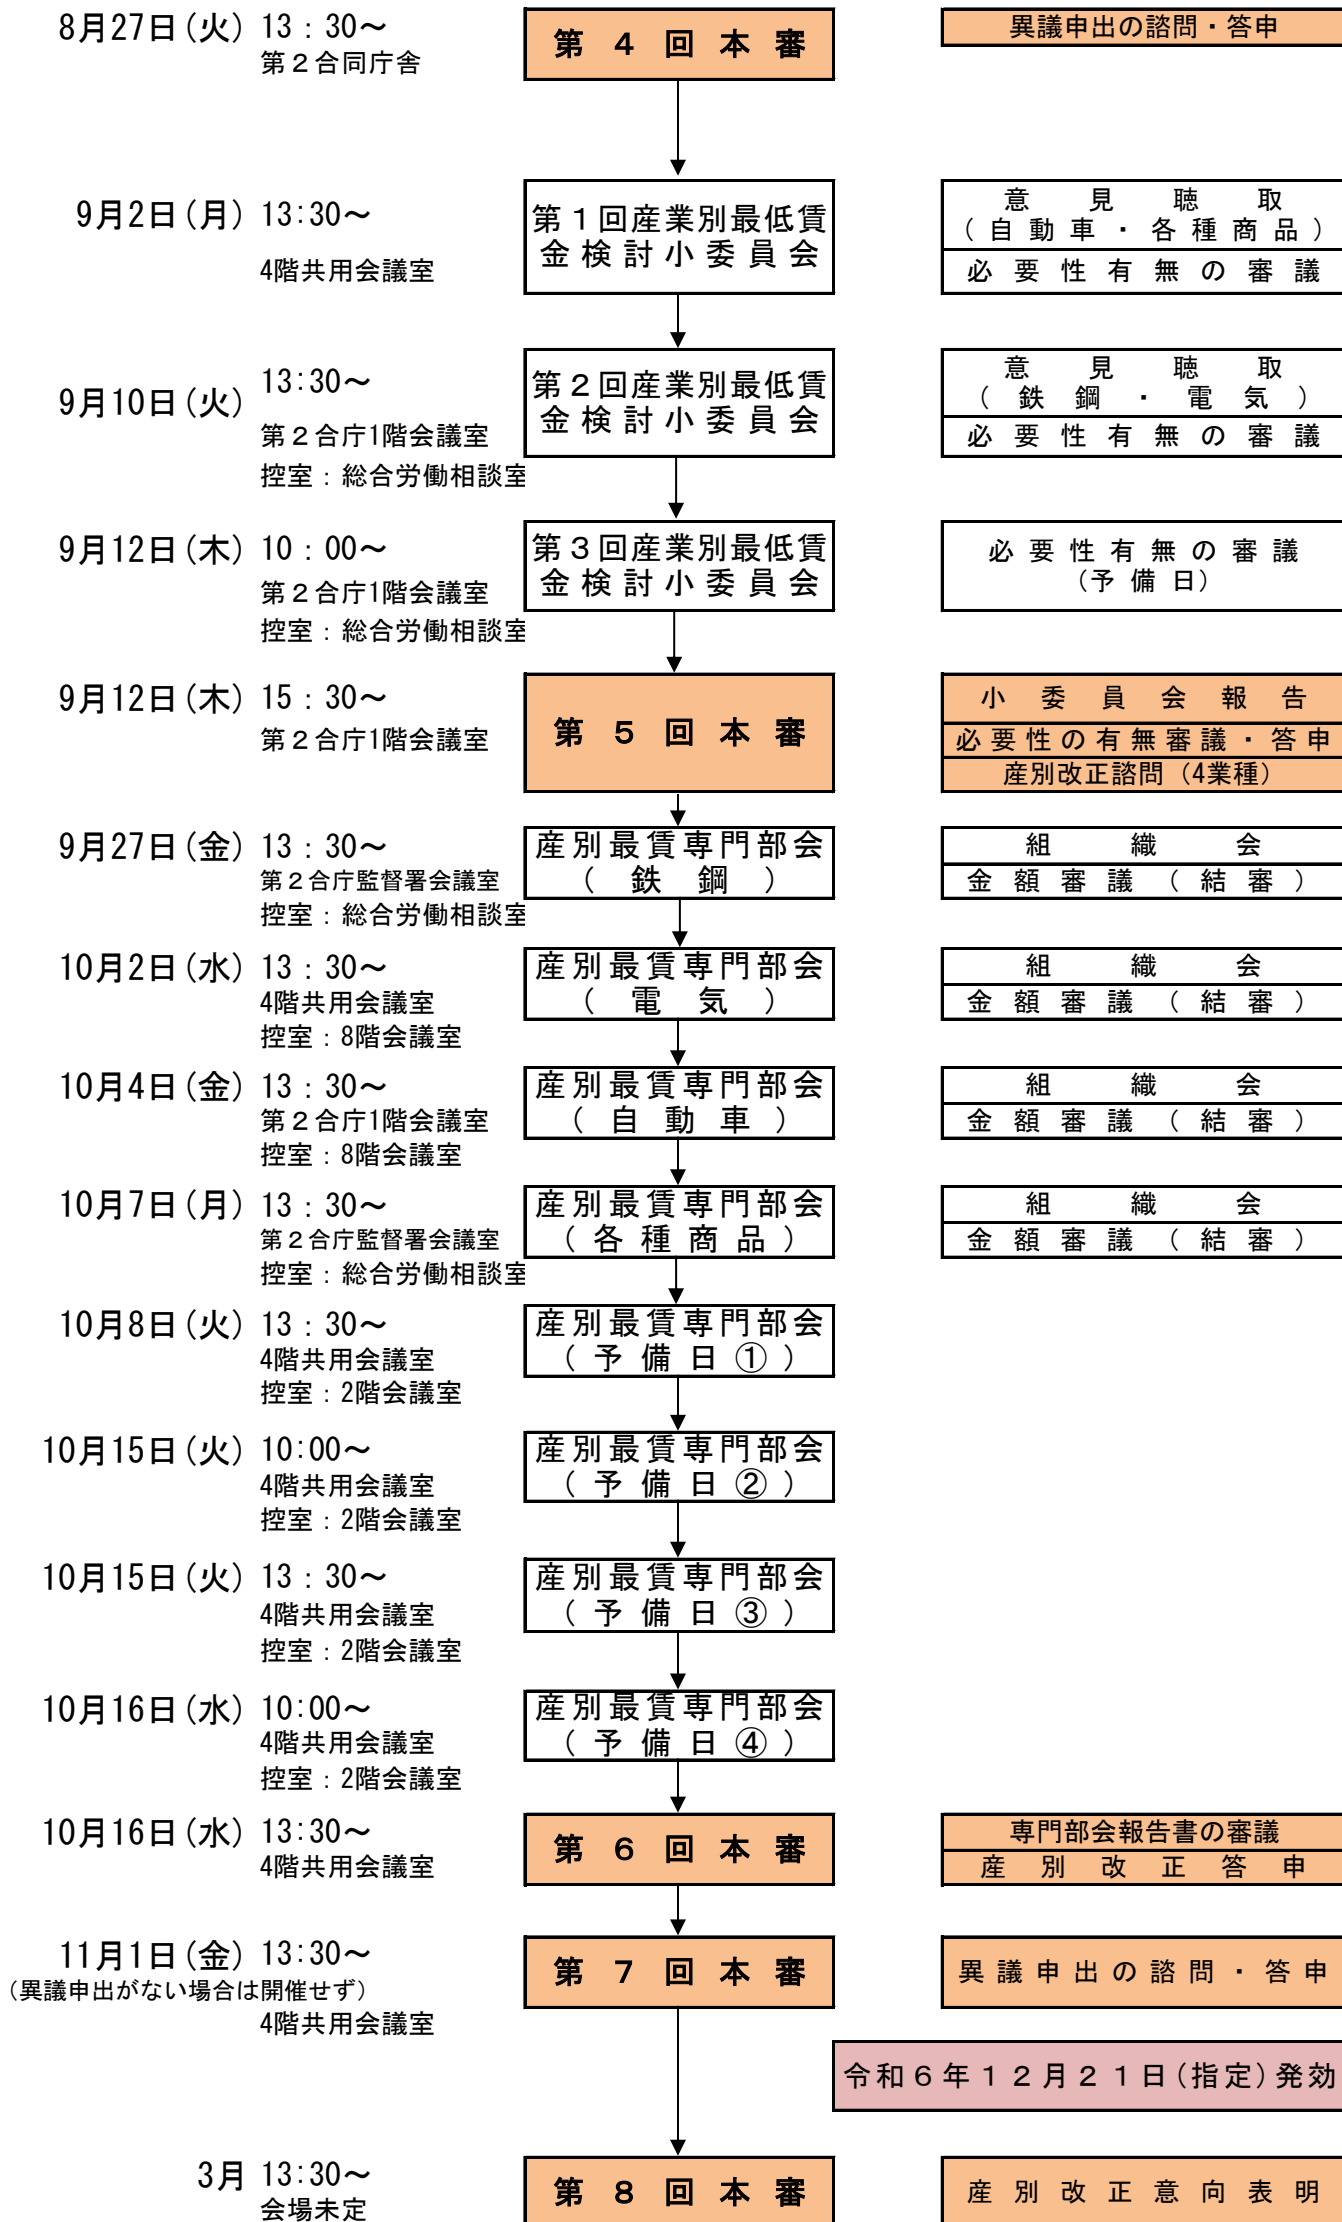 8月27日(火) 13：30～
第２合同庁舎
第４回本審
異議申出の諮問・答申
9月2日(月) 13:30～
4階共用会議室
第１回産業別最低賃
金検討小委員会
意見聴取
(自動車・各種商品)
必要性有無の審議
9月10日(火) 13:30～
第２合庁1階会議室
控室：総合労働相談室
第２回産業別最低賃
金検討小委員会
意見聴取
(鉄鋼・電気)
必要性有無の審議
9月12日(木) 10：00～
第２合庁1階会議室
控室：総合労働相談室
第３回産業別最低賃
金検討小委員会
必要性有無の審議
(予備日)
9月12日(木) 15：30～
第２合庁1階会議室
第５回本審
小委員会報告
必要性の有無審議・答申
産別改正諮問（4業種）
9月27日(金) 13：30～
第２合庁監督署会議室
控室：総合労働相談室
産別最賃専門部会
(鉄鋼)
組織会
金額審議(結審)
10月2日(水) 13：30～
4階共用会議室
控室：8階会議室
産別最賃専門部会
(電気)
組織会
金額審議(結審)
10月4日(金) 13：30～
第２合庁1階会議室
控室：8階会議室
産別最賃専門部会
(自動車)
組織会
金額審議(結審)
10月7日(月) 13：30～
第２合庁監督署会議室
控室：総合労働相談室
産別最賃専門部会
(各種商品)
組織会
金額審議(結審)
10月8日(火) 13：30～
4階共用会議室
控室：2階会議室
産別最賃専門部会
(予備日①)
10月15日(火) 10:00～
4階共用会議室
控室：2階会議室
産別最賃専門部会
(予備日②)
10月15日(火) 13：30～
4階共用会議室
控室：2階会議室
産別最賃専門部会
(予備日③)
10月16日(水) 10:00～
4階共用会議室
控室：2階会議室
産別最賃専門部会
(予備日④)
10月16日(水) 13:30～
4階共用会議室
第６回本審
専門部会報告書の審議
産別改正答申
11月1日(金) 13:30～
（異議申出がない場合は開催せず）
4階共用会議室
第７回本審
異議申出の諮問・答申
令和６年１２月２１日(指定)発効
3月 13:30～
会場未定
第８回本審
産別改正意向表明